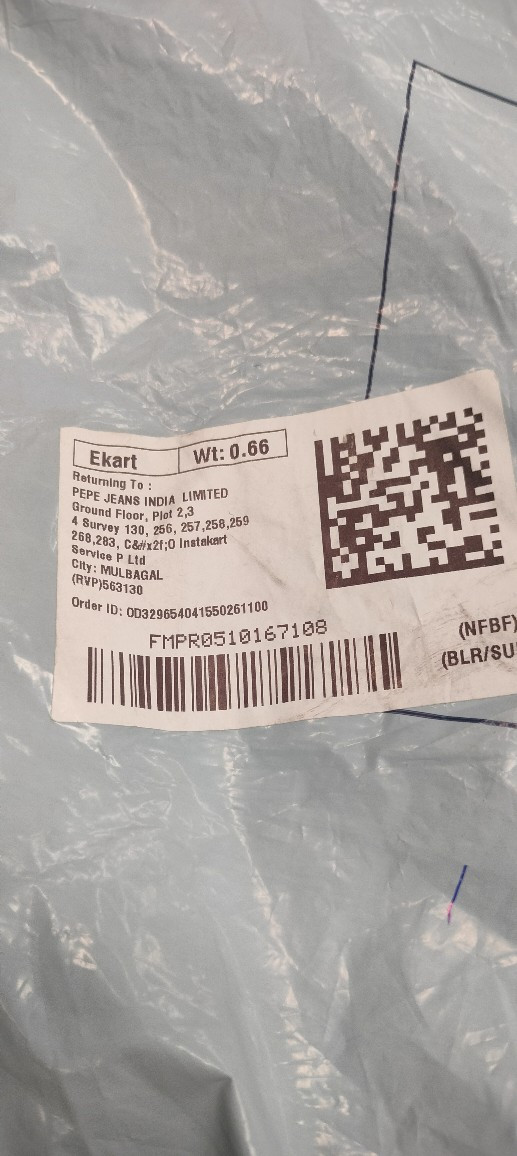 Ekart
Wt: 0.66
Returning To :
PEPE JEANS INDIA LIMITED
Ground Floor, Plot 2,3
4 Survey 130, 256, 257,258,259
268,283, C&#x2f;0 Instakart
Service P Ltd
City: MULBAGAL
(RVP)563130
Order ID: OD329654041550261100
FMPR0510167108
(NFBF)
(BLR/SU